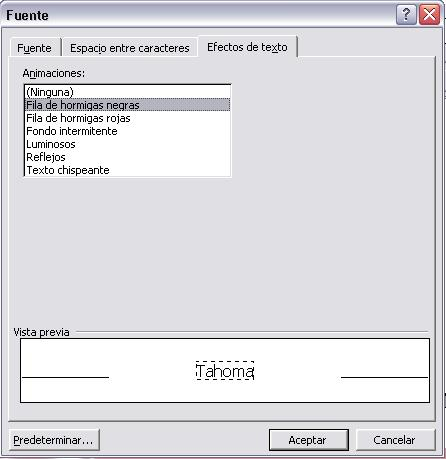 Fuente
Fuente Espacio entre caracteres Efectos de texto
Animaciones:
(Ninguna)
Fila de hormigas negras
Fila de hormigas rojas
Fondo intermitente
Luminosos
Reflejos
Texto chispeante
Vista previa
Tahoma
Predeterminar... Aceptar Cancelar